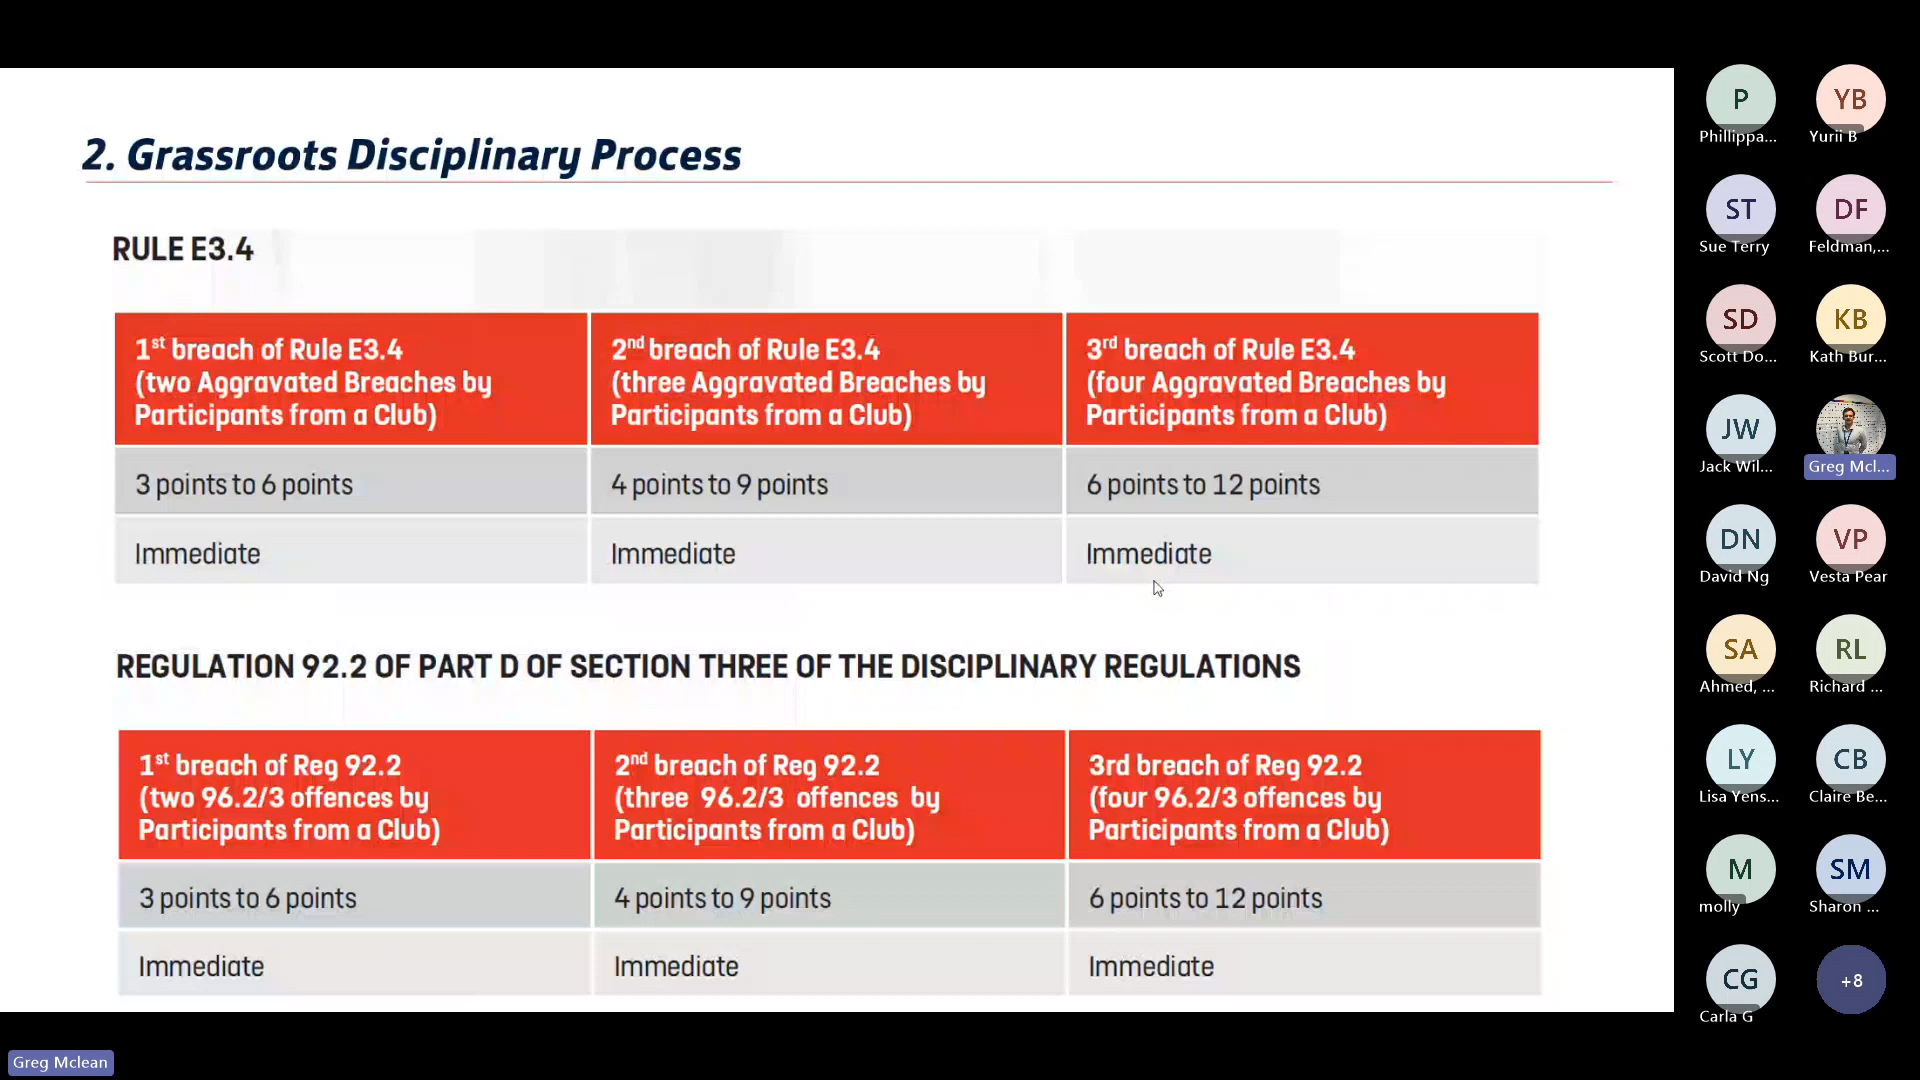 2. Grassroots Disciplinary Process
RULE E3.4
1st breach of Rule E3.4
(two Aggravated Breaches by
Participants from a Club)
2nd breach of Rule E3.4
(three Aggravated Breaches by
Participants from a Club)
3rd breach of Rule E3.4
(four Aggravated Breaches by
Participants from a Club)
3 points to 6 points
4 points to 9 points
6 points to 12 points
Immediate
Immediate
Immediate
REGULATION 92.2 OF PART D OF SECTION THREE OF THE DISCIPLINARY REGULATIONS
1st breach of Reg 92.2
(two 96.2/3 offences by
Participants from a Club)
2nd breach of Reg 92.2
(three 96.2/3 offences by
Participants from a Club)
3rd breach of Reg 92.2
(four 96.2/3 offences by
Participants from a Club)
3 points to 6 points
4 points to 9 points
6 points to 12 points
Immediate
Immediate
Immediate
P
Phillippa...
YB
Yurii B
ST
Sue Terry
DF
Feldman,...
SD
Scott Do...
KB
Kath Bur...
JW
Jack Wil...
Greg Mcl...
DN
David Ng
VP
Vesta Pear
SA
Ahmed, ...
RL
Richard ...
LY
Lisa Yens...
CB
Claire Be...
M
molly
SM
Sharon ...
CG
Carla G
+8
Greg Mclean